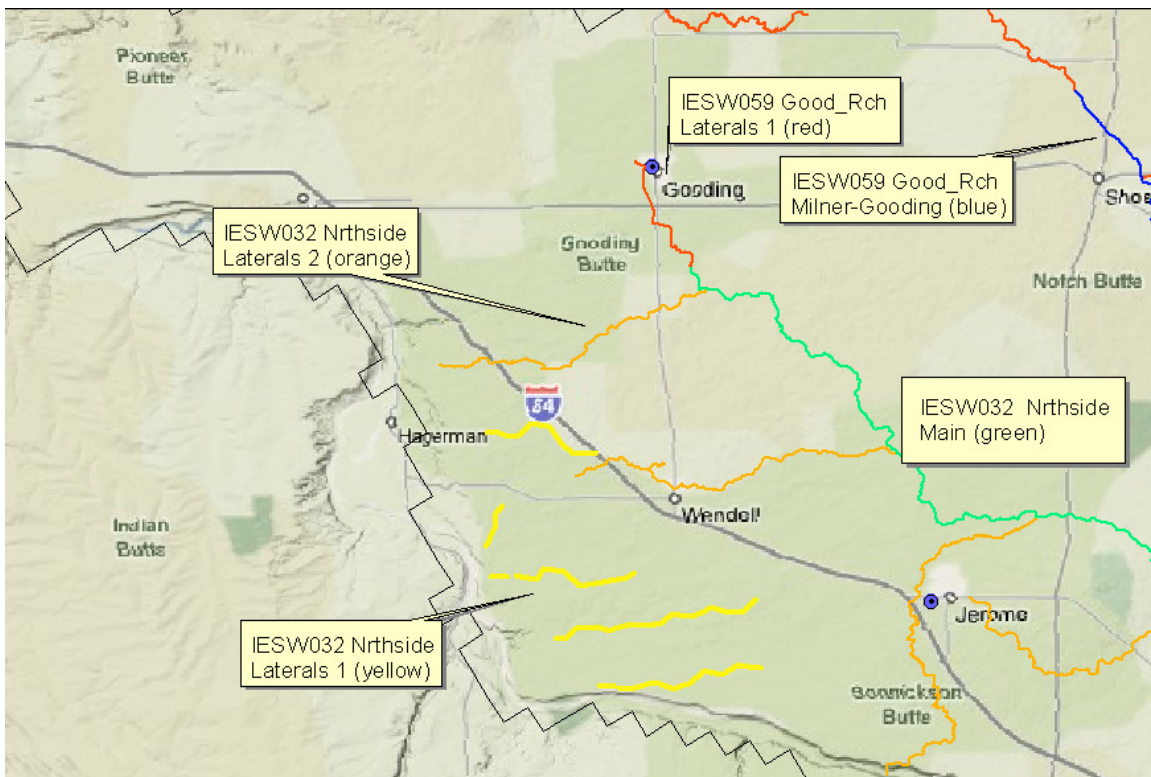 Pioneer
Butte
IESW059 Good_Rch
Laterals 1 (red)
Gooding
IESW059 Good_Rch
Milner-Gooding (blue)
Shos
IESW032 Nrthside
Laterals 2 (orange)
Gooding
Butte
Notch Butte
84
IESW032 Nrthside
Main (green)
Hagerman
Wendell
Indian
Butte
Jerome
IESW032 Nrthside
Laterals 1 (yellow)
Sonnickson
Butte